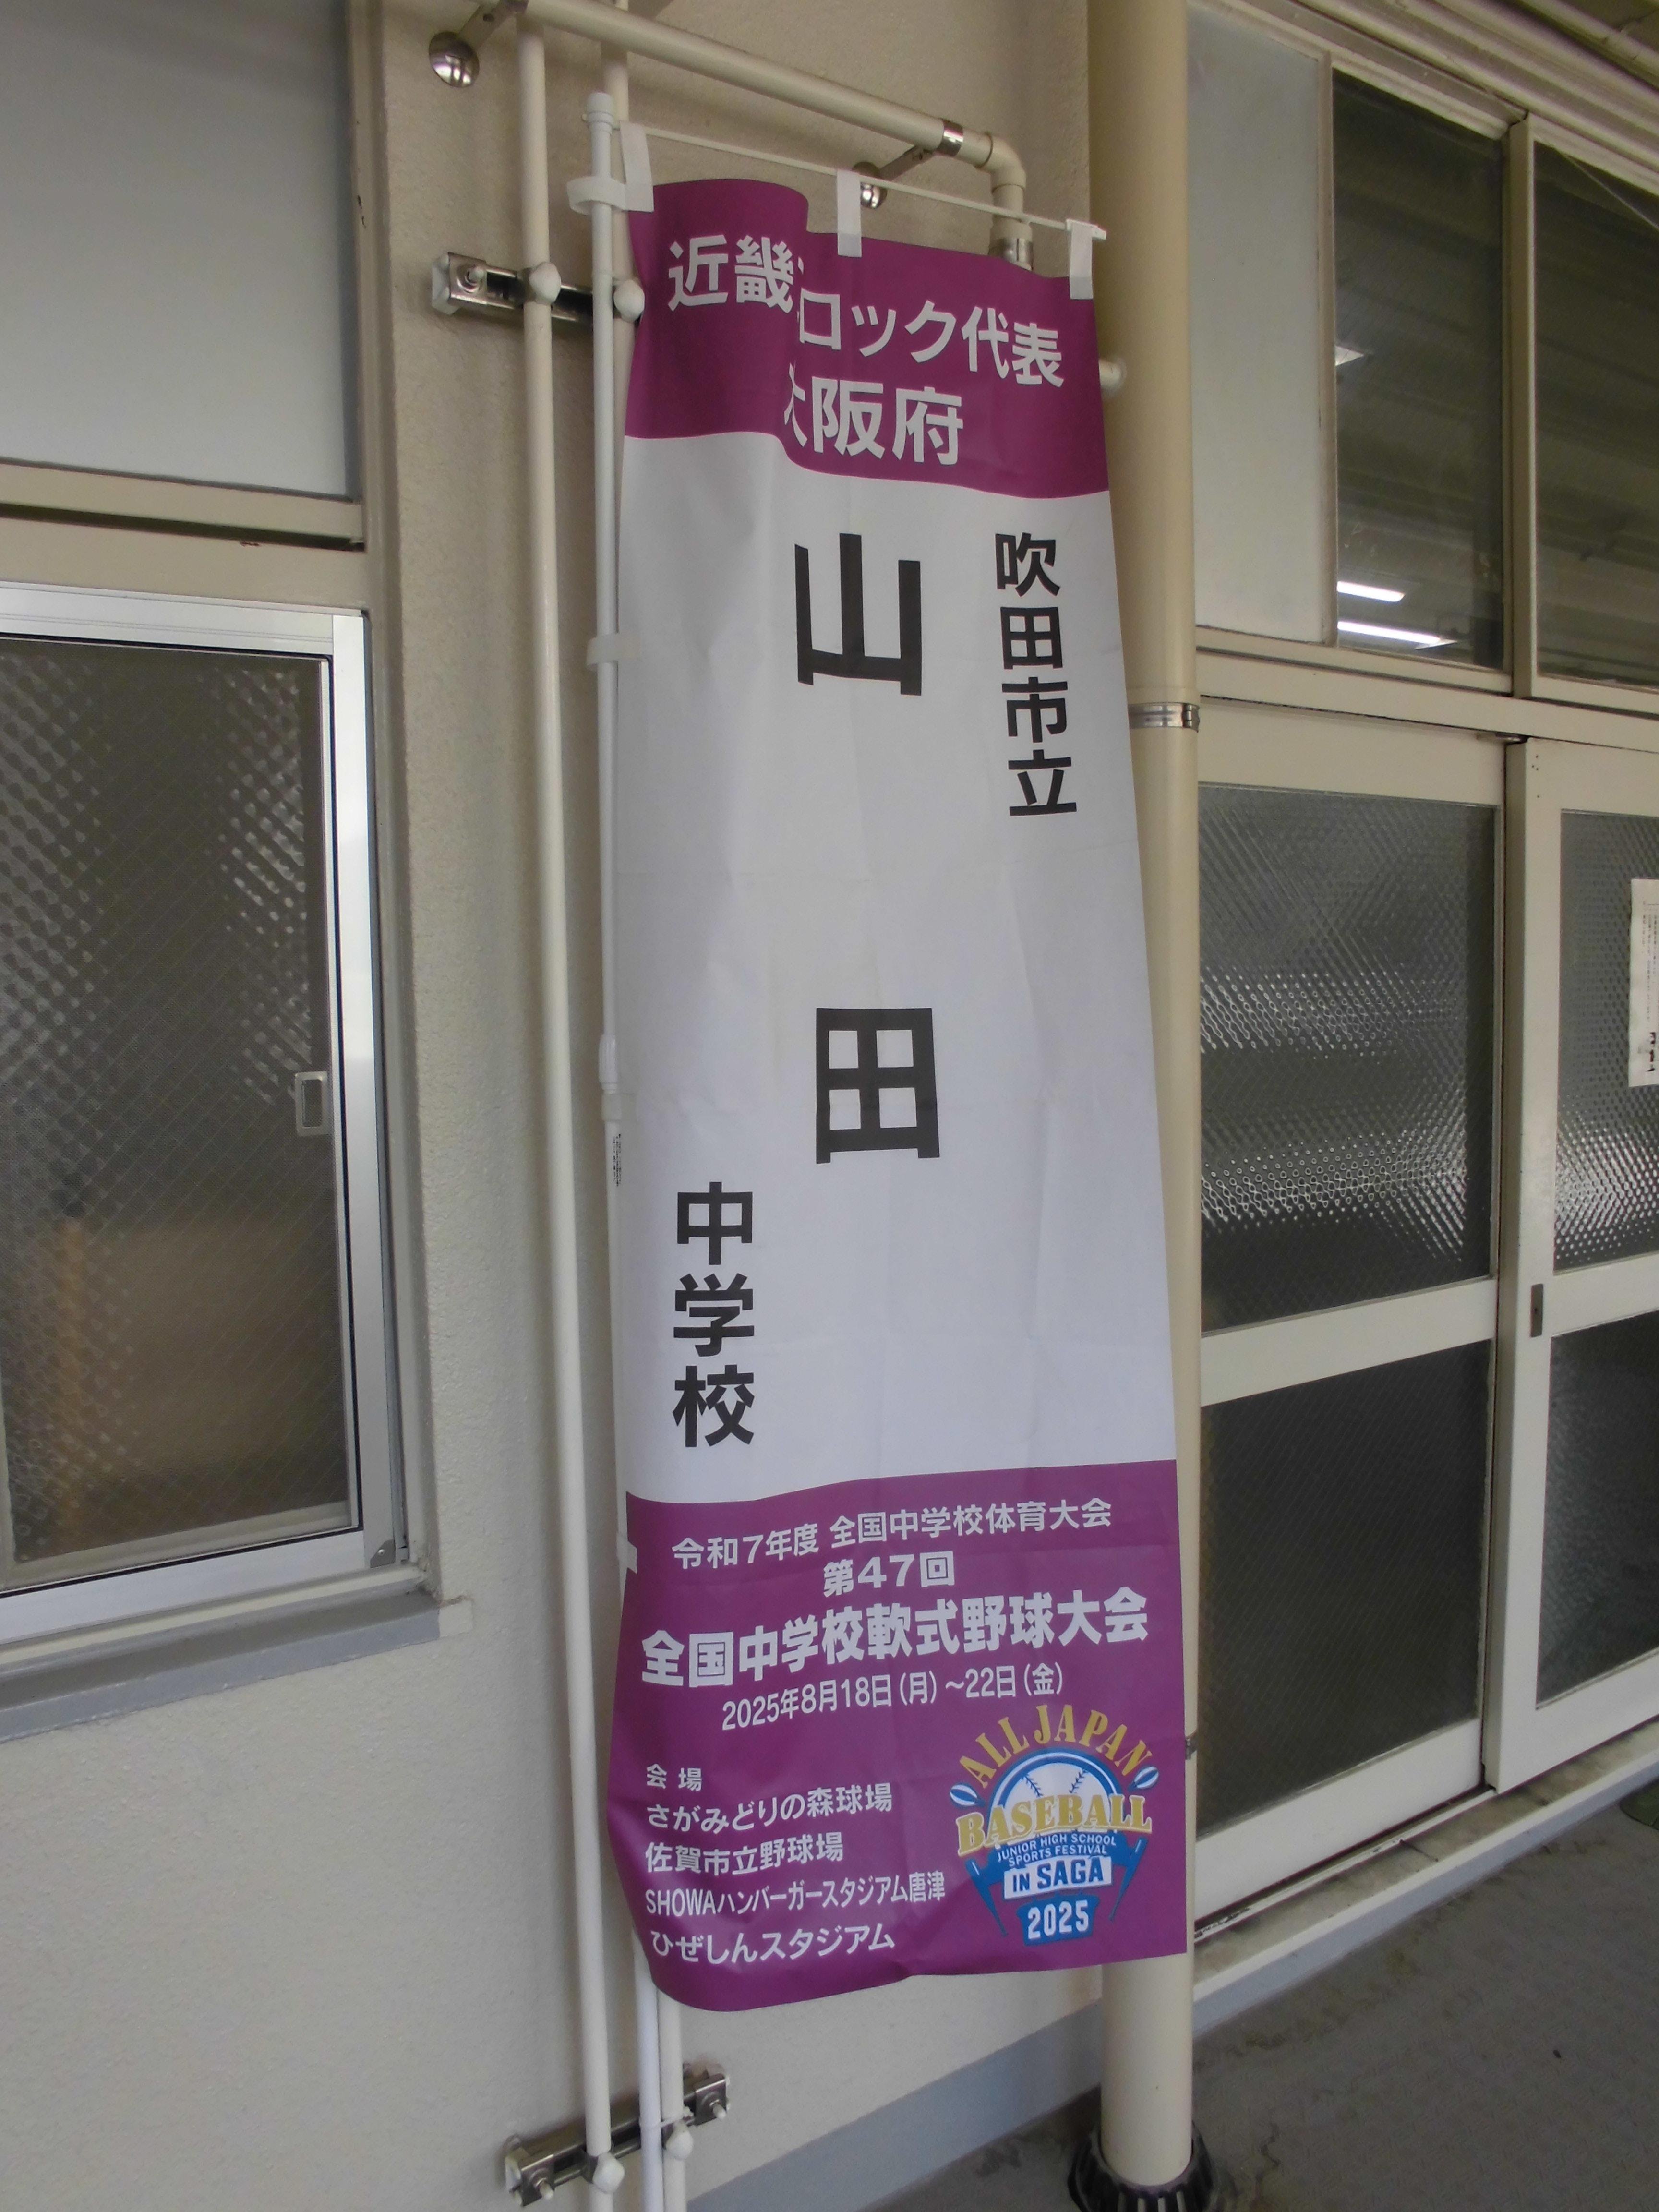 近畿ブロック代表
大阪府
吹田市立
山田
中学校
令和7年度 全国中学校体育大会
第47回
全国中学校軟式野球大会
2025年8月18日(月)~22日(金)
会場
さがみどりの森球場
佐賀市立野球場
SHOWAハンバーガースタジアム唐津
ひぜしんスタジアム
ALL JAPAN
BASEBALL
JUNIOR HIGH SCHOOL
SPORTS FESTIVAL
IN SAGA
2025